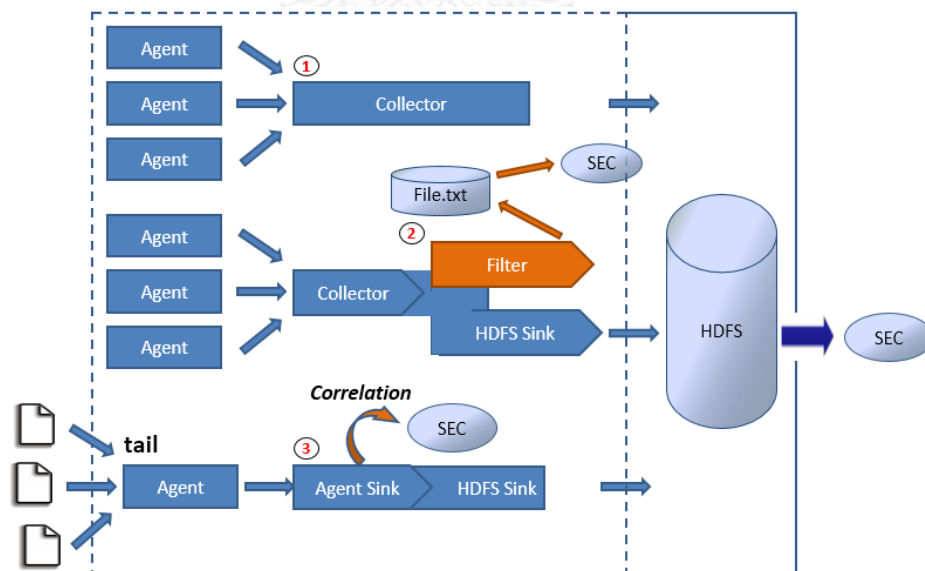 Agent
1
Agent
Collector
Agent
SEC
File.txt
Agent
2
Filter
Agent
Collector
Agent
HDFS Sink
HDFS
SEC
Correlation
SEC
tail
3
Agent
Agent Sink
HDFS Sink